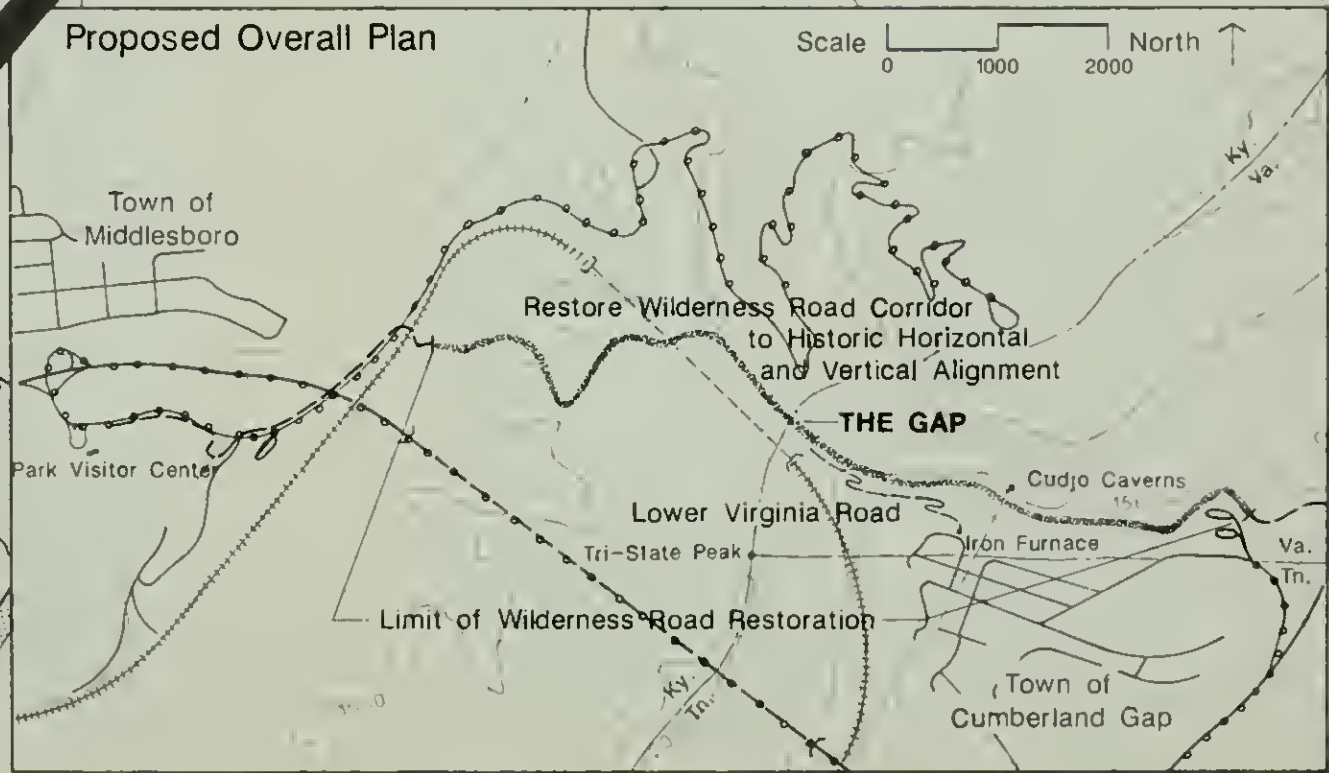 Proposed Overall Plan
Scale
North
0
1000
2000
Ky.
Va.
Town of
Middlesboro
Restore Wilderness Road Corridor
to Historic Horizontal
and Vertical Alignment
THE GAP
Park Visitor Center
Cudjo Caverns
Lower Virginia Road
Tri-State Peak
Iron Furnace
Va.
Tn.
Limit of Wilderness Road Restoration
Ky.
Tn.
Town of
Cumberland Gap